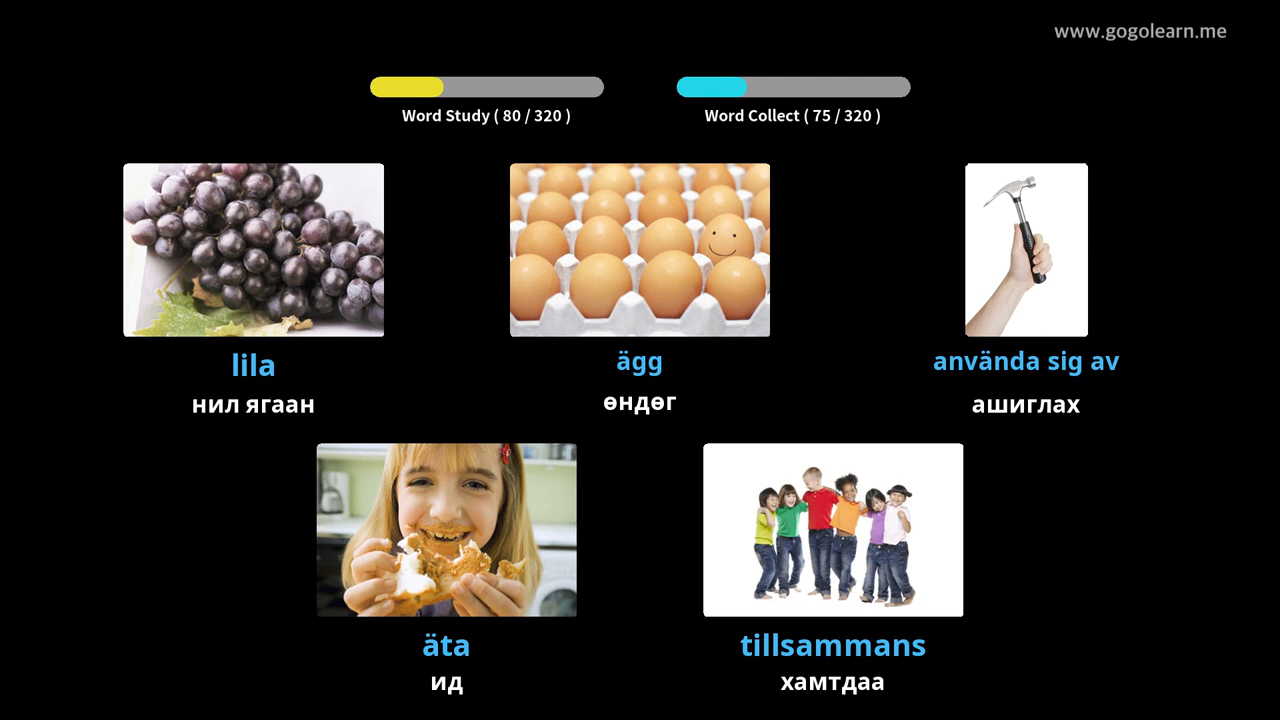 www.gogolearn.me
Word Study ( 80 / 320 )
Word Collect ( 75 / 320 )
lila
нил ягаан
ägg
өндөг
använda sig av
ашиглах
äta
ид
tillsammans
хамтдаа